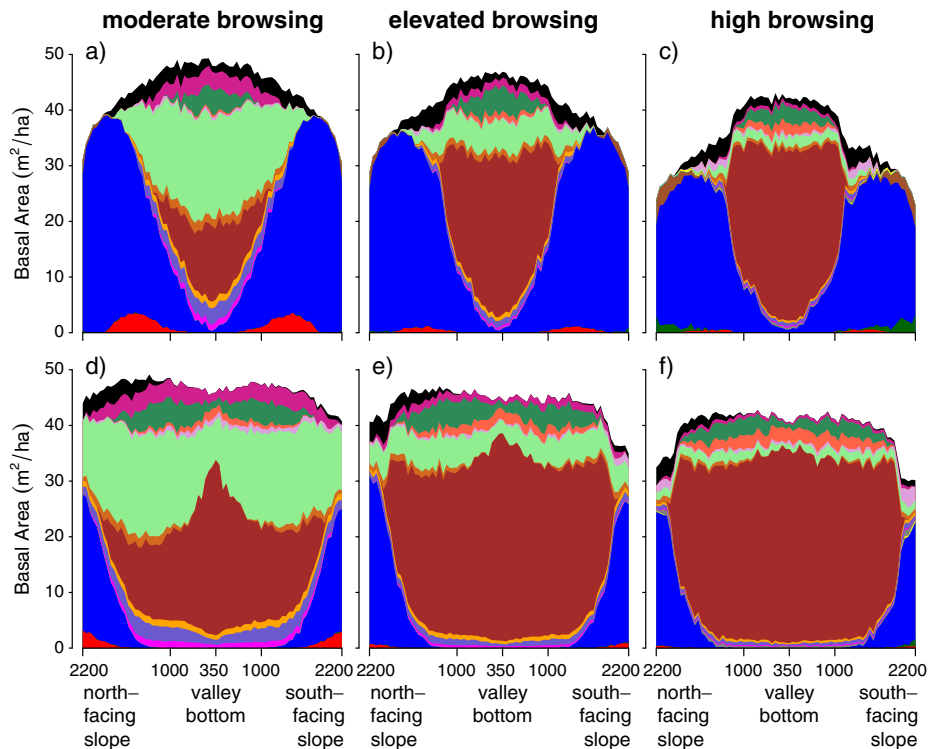 moderate browsing elevated browsing high browsing
a) b) c)
50
40
30
20
10
0
Basal Area (m²/ha)
d) e) f)
50
40
30
20
10
0
Basal Area (m²/ha)
2200 1000 350 1000 2200 2200 1000 350 1000 2200 2200 1000 350 1000 2200
north– valley south– north– valley south– north– valley south–
facing bottom facing facing bottom facing facing bottom facing
slope slope slope slope slope slope